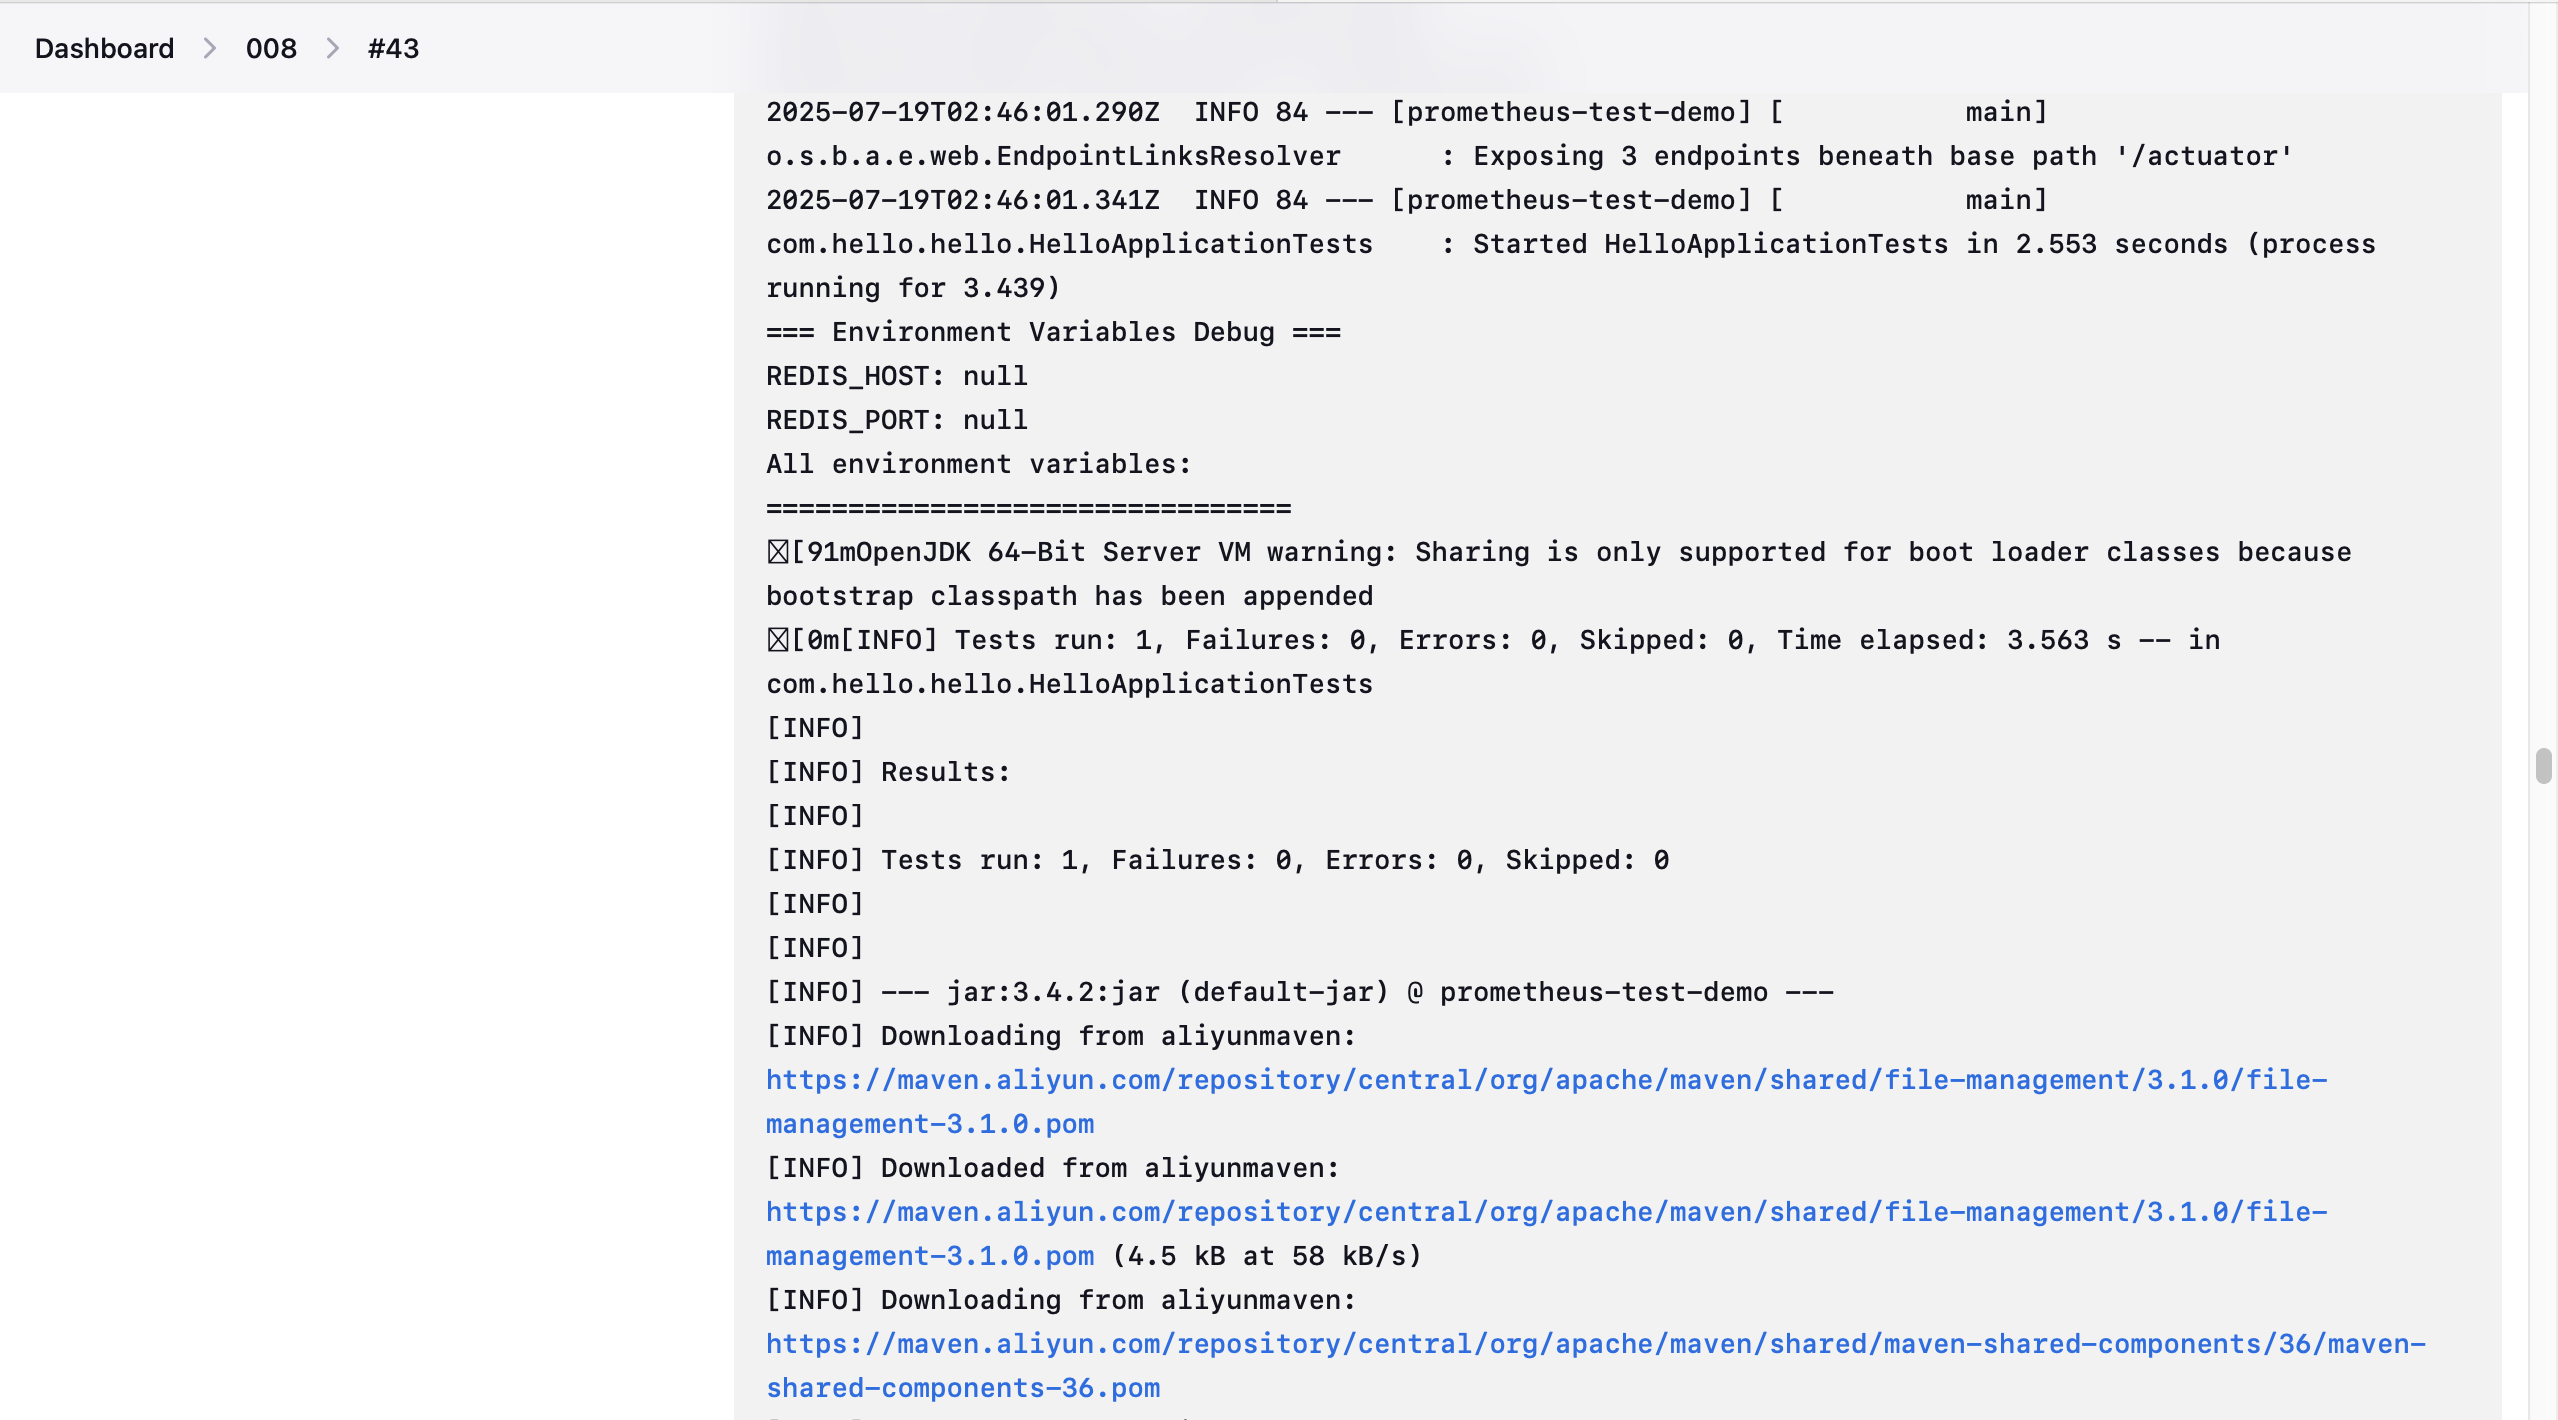 Dashboard > 008 > #43
2025-07-19T02:46:01.290Z  INFO 84 --- [prometheus-test-demo] [           main]
o.s.b.a.e.web.EndpointLinksResolver      : Exposing 3 endpoints beneath base path '/actuator'
2025-07-19T02:46:01.341Z  INFO 84 --- [prometheus-test-demo] [           main]
com.hello.hello.HelloApplicationTests    : Started HelloApplicationTests in 2.553 seconds (process
running for 3.439)
=== Environment Variables Debug ===
REDIS_HOST: null
REDIS_PORT: null
All environment variables:
================================
[91mOpenJDK 64-Bit Server VM warning: Sharing is only supported for boot loader classes because
bootstrap classpath has been appended
[0m[INFO] Tests run: 1, Failures: 0, Errors: 0, Skipped: 0, Time elapsed: 3.563 s -- in
com.hello.hello.HelloApplicationTests
[INFO]
[INFO] Results:
[INFO]
[INFO] Tests run: 1, Failures: 0, Errors: 0, Skipped: 0
[INFO]
[INFO]
[INFO] --- jar:3.4.2:jar (default-jar) @ prometheus-test-demo ---
[INFO] Downloading from aliyunmaven:
https://maven.aliyun.com/repository/central/org/apache/maven/shared/file-management/3.1.0/file-
management-3.1.0.pom
[INFO] Downloaded from aliyunmaven:
https://maven.aliyun.com/repository/central/org/apache/maven/shared/file-management/3.1.0/file-
management-3.1.0.pom (4.5 kB at 58 kB/s)
[INFO] Downloading from aliyunmaven:
https://maven.aliyun.com/repository/central/org/apache/maven/shared/maven-shared-components/36/maven-
shared-components-36.pom